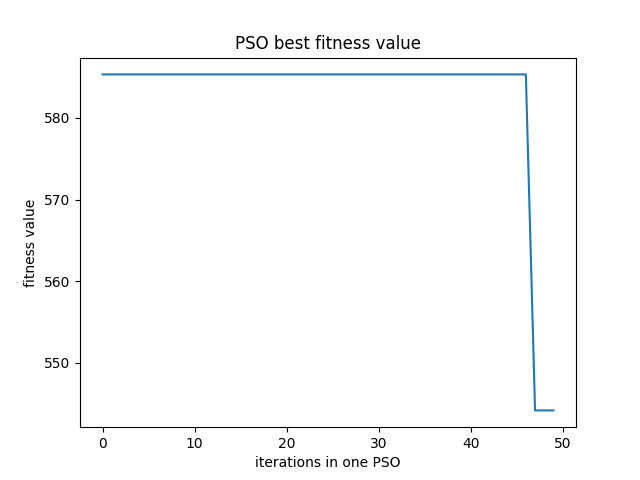 PSO best fitness value
580
570
560
550
fitness value
0 10 20 30 40 50
iterations in one PSO